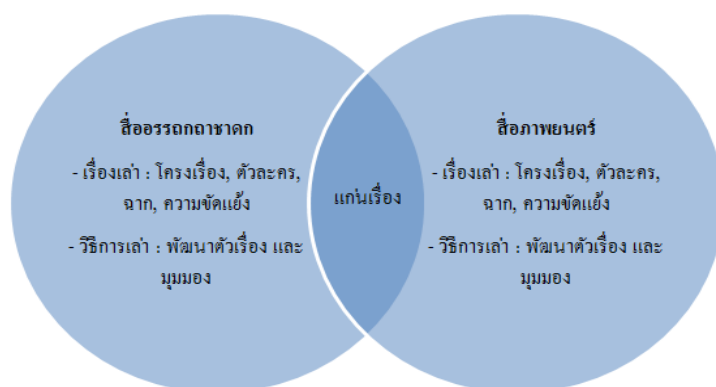 สื่ออรรถกถาชาดก
- เรื่องเล่า : โครงเรื่อง, ตัวละคร,
ฉาก, ความขัดแย้ง
- วิธีการเล่า : พัฒนาตัวเรื่อง และ
มุมมอง
แก่นเรื่อง
สื่อภาพยนตร์
- เรื่องเล่า : โครงเรื่อง, ตัวละคร,
ฉาก, ความขัดแย้ง
- วิธีการเล่า : พัฒนาตัวเรื่อง และ
มุมมอง